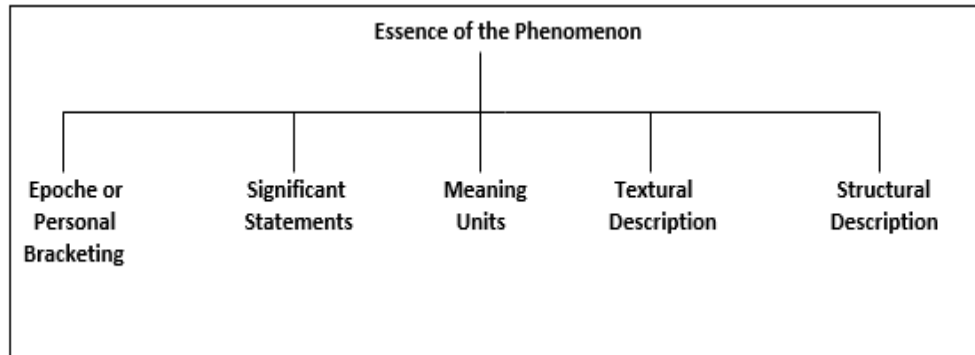 Essence of the Phenomenon
Epoche or
Personal
Bracketing
Significant
Statements
Meaning
Units
Textural
Description
Structural
Description